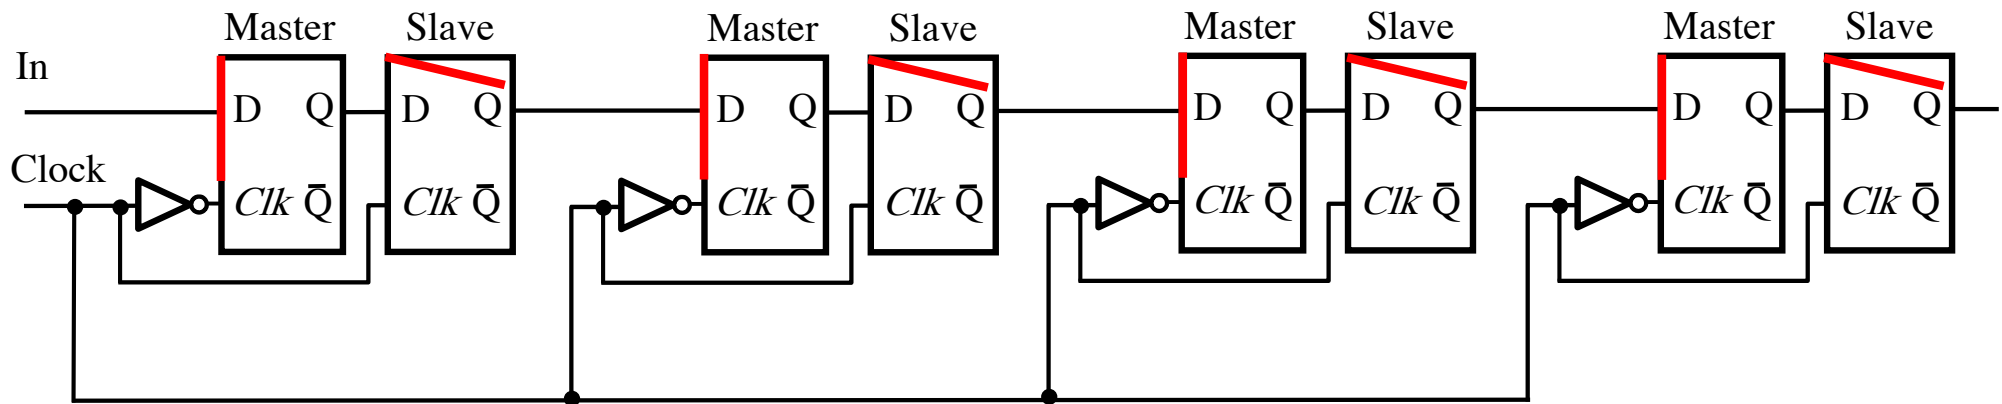 Master Slave Master Slave Master Slave Master Slave
In
D Q D Q D Q D Q D Q D Q D Q D Q
Clock
Clk Q̄ Clk Q̄ Clk Q̄ Clk Q̄ Clk Q̄ Clk Q̄ Clk Q̄ Clk Q̄